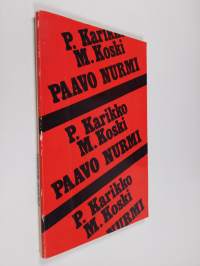 P. Karikko
M. Koski
PAAVO NURMI
P. Karikko
M. Koski
PAAVO NURMI
P. Karikko
M. Koski
NURMI